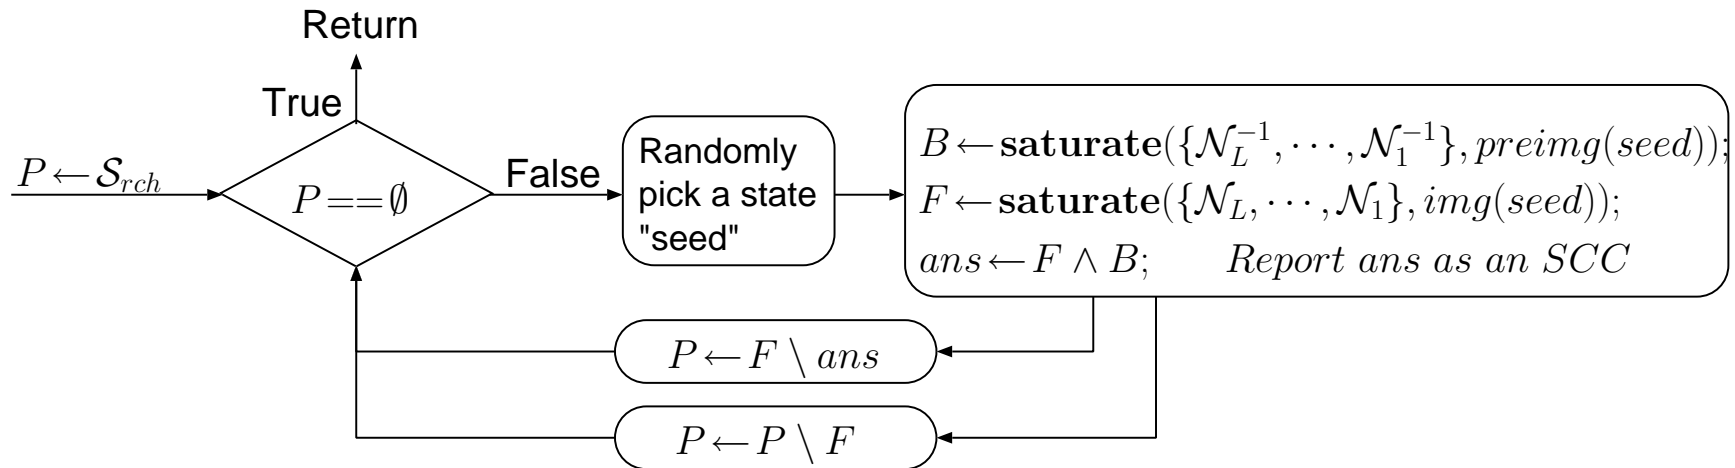 Return
True
P ← 𝒮_rch
P == ∅
False
Randomly
pick a state
"seed"
B ← saturate({𝒩_L^{-1}, ⋯, 𝒩_1^{-1}}, preimg(seed));
F ← saturate({𝒩_L, ⋯, 𝒩_1}, img(seed));
ans ← F ∧ B; Report ans as an SCC
P ← F \ ans
P ← P \ F